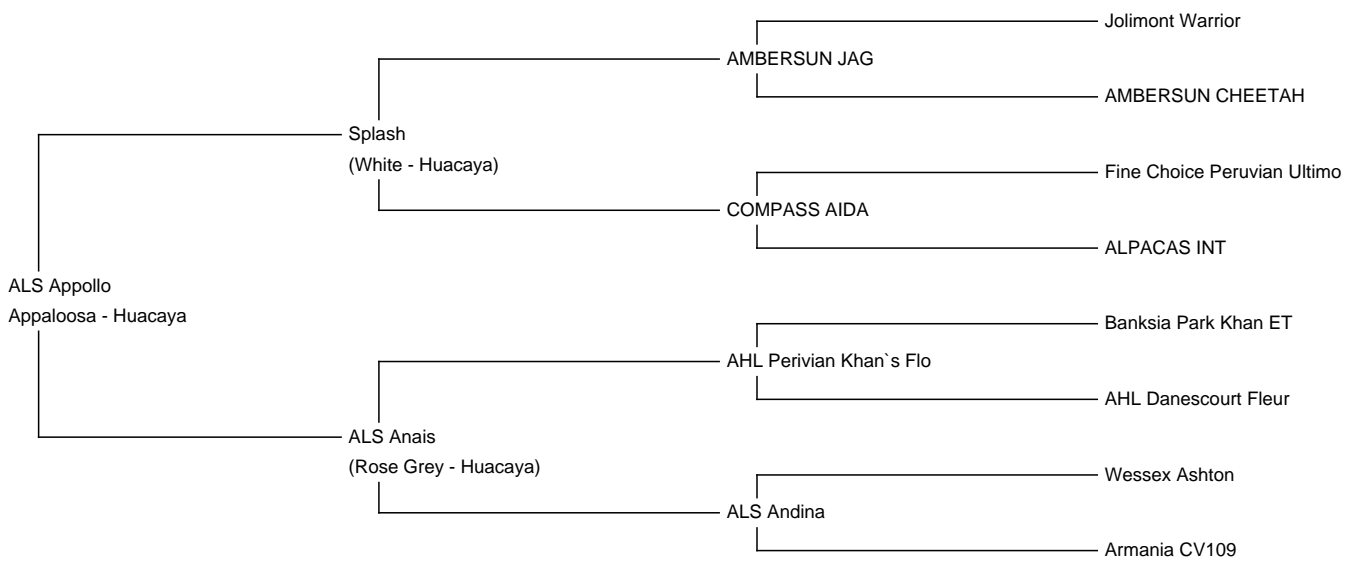 Jolimont Warrior
AMBERSUN JAG
AMBERSUN CHEETAH
Splash
(White - Huacaya)
Fine Choice Peruvian Ultimo
COMPASS AIDA
ALPACAS INT
ALS Appollo
Appaloosa - Huacaya
Banksia Park Khan ET
AHL Perivian Khan`s Flo
AHL Danescourt Fleur
ALS Anais
(Rose Grey - Huacaya)
Wessex Ashton
ALS Andina
Armania CV109